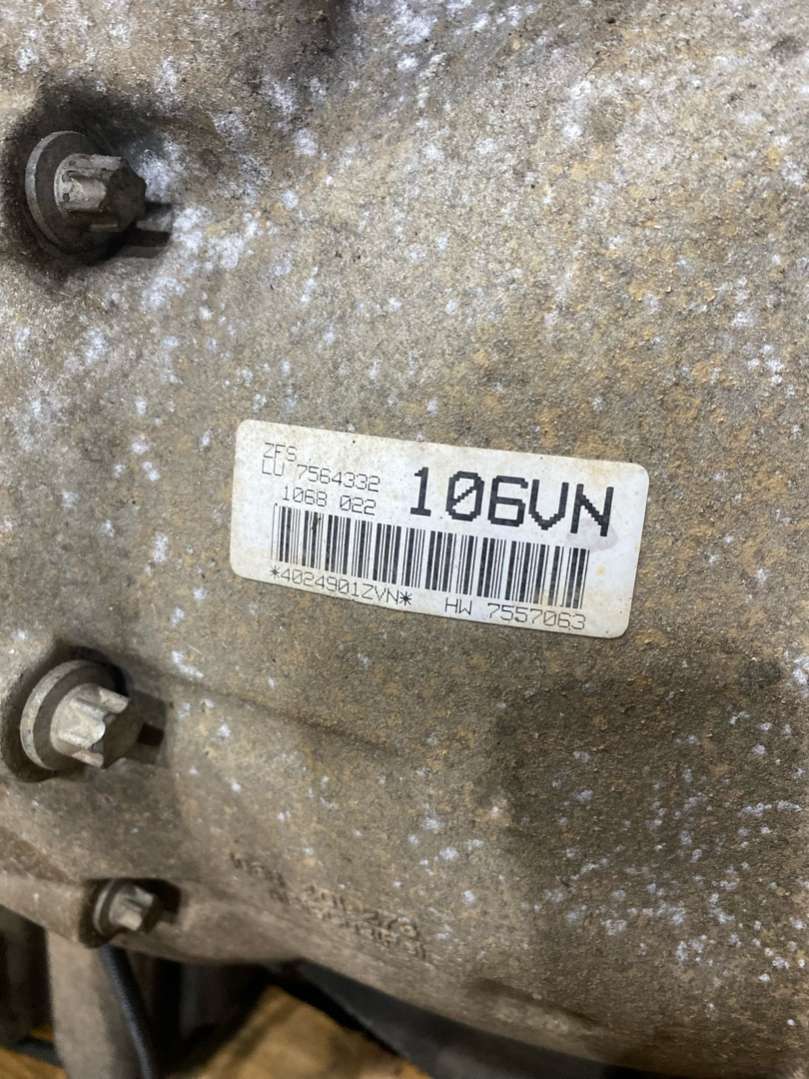 ZFS
LU 7564332
1068 022
106VN
*4024901ZVN* HW 7557063